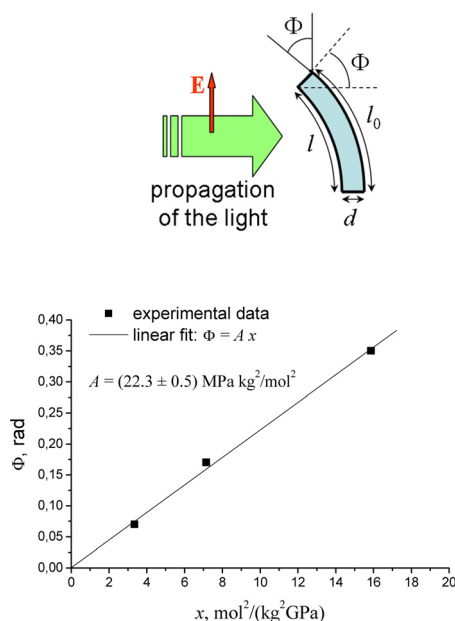 Φ
Φ
E
l₀
l
propagation
of the light
d
■ experimental data
linear fit: Φ = A x
A = (22.3 ± 0.5) MPa kg²/mol²
0,40
0,35
0,30
0,25
0,20
0,15
0,10
0,05
0,00
Φ, rad
0 2 4 6 8 10 12 14 16 18 20
x, mol²/(kg²GPa)